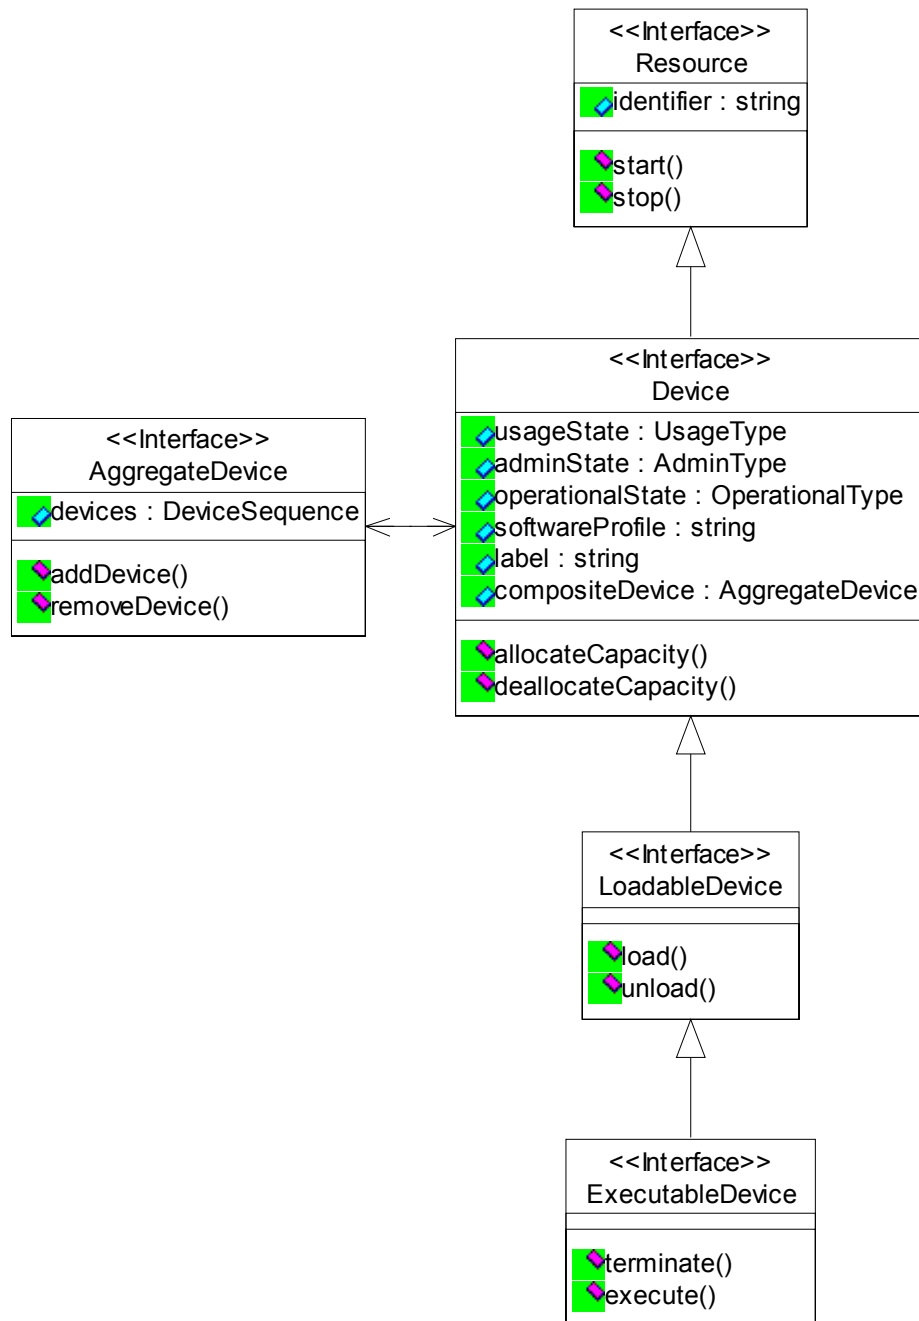 <<Interface>>
Resource
identifier : string
start()
stop()
<<Interface>>
Device
usageState : UsageType
adminState : AdminType
operationalState : OperationalType
softwareProfile : string
label : string
compositeDevice : AggregateDevice
allocateCapacity()
deallocateCapacity()
<<Interface>>
AggregateDevice
devices : DeviceSequence
addDevice()
removeDevice()
<<Interface>>
LoadableDevice
load()
unload()
<<Interface>>
ExecutableDevice
terminate()
execute()